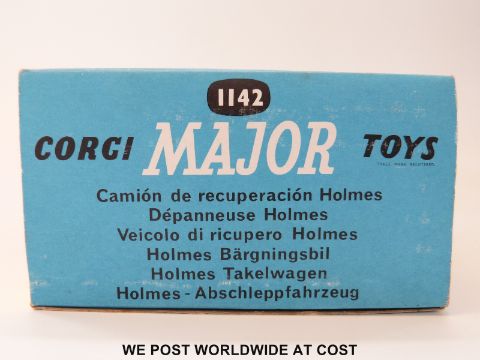 1142
CORGI MAJOR TOYS
TRADE MARK REGISTERED
Camión de recuperación Holmes
Dépanneuse Holmes
Veicolo di ricupero Holmes
Holmes Bärgningsbil
Holmes Takelwagen
Holmes - Abschleppfahrzeug
WE POST WORLDWIDE AT COST